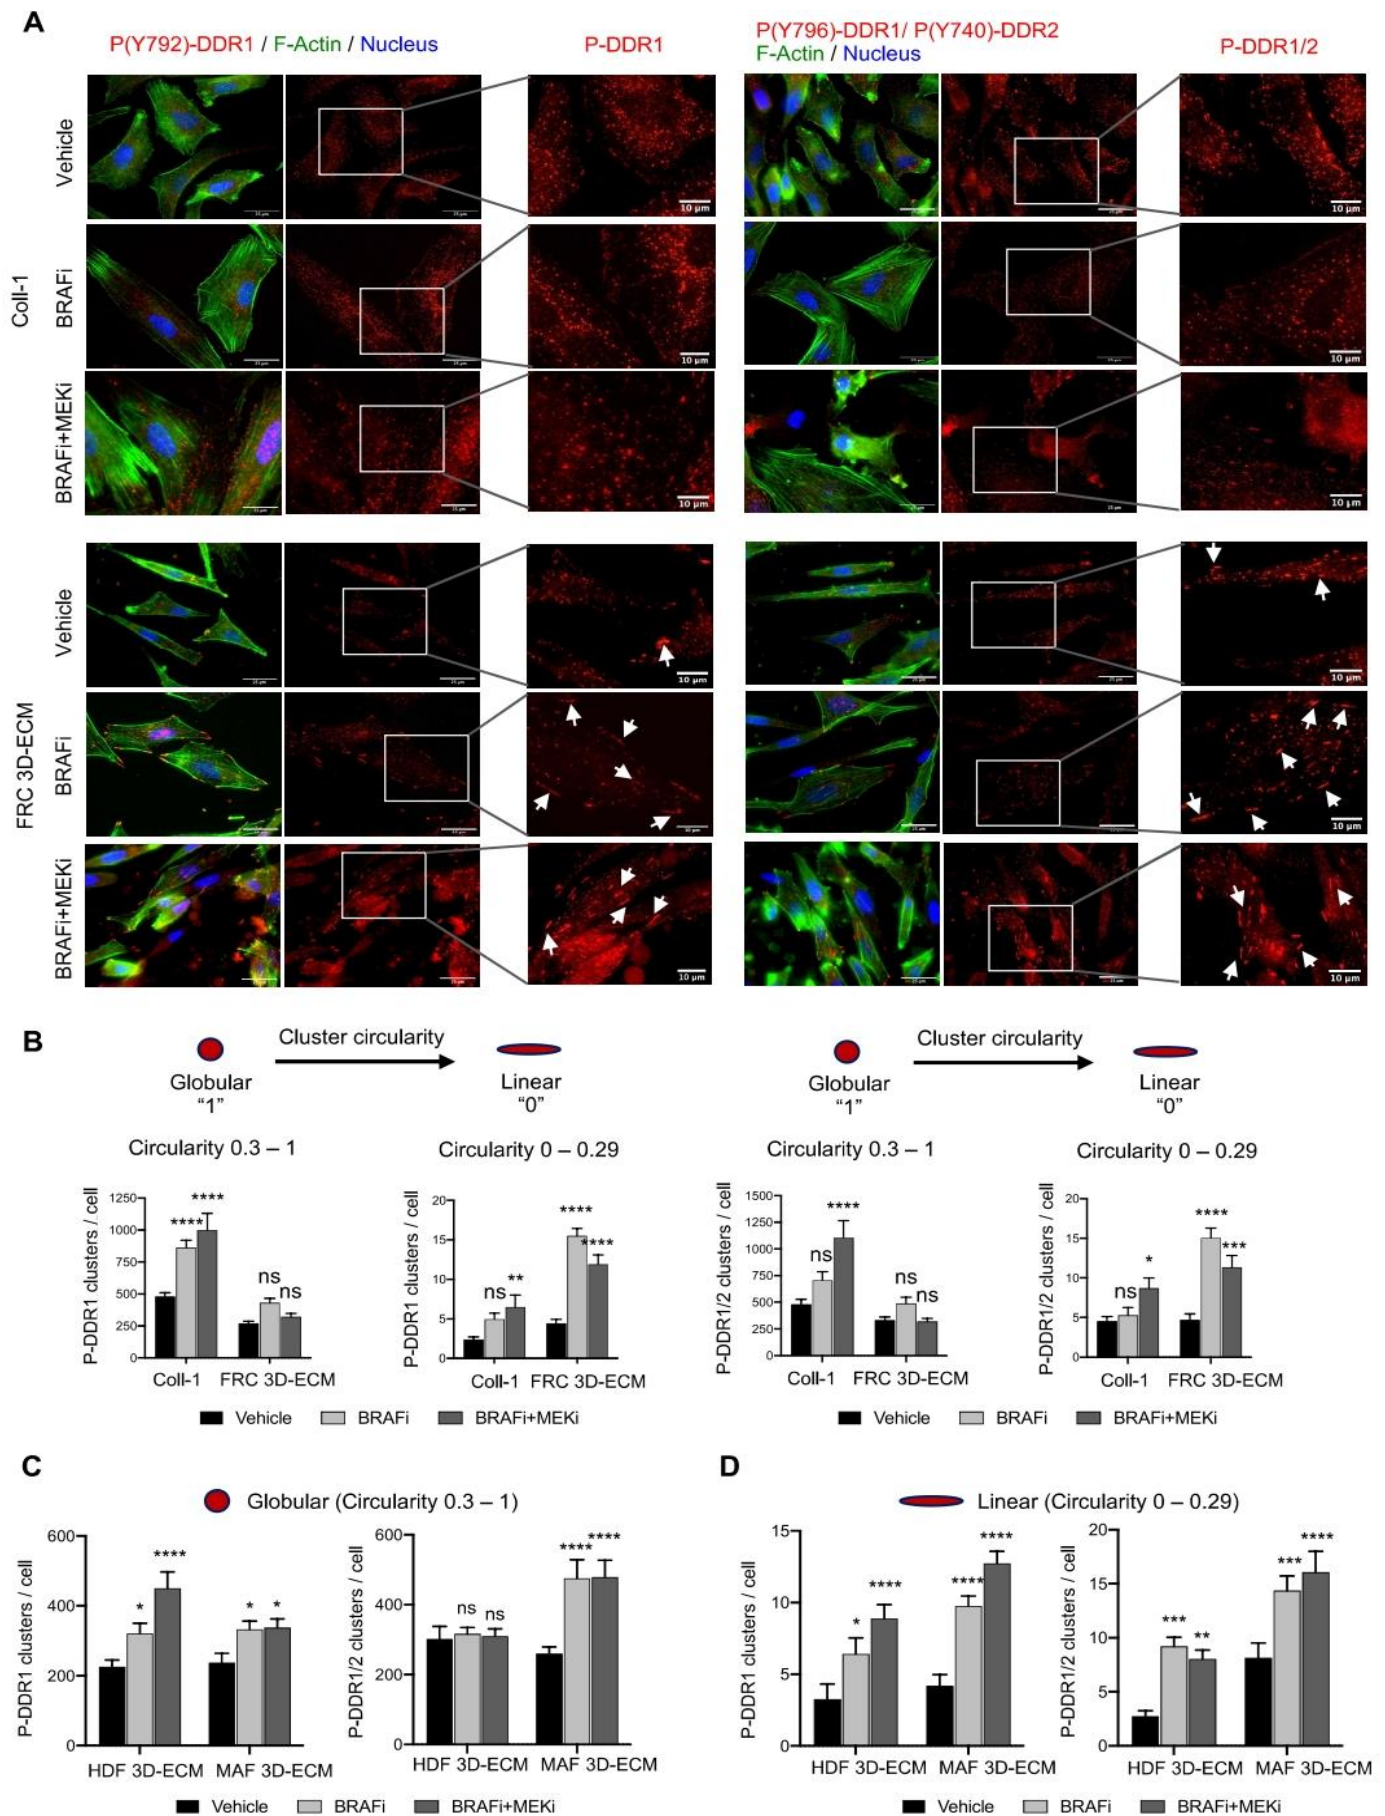 A
P(Y792)-DDR1 / F-Actin / Nucleus
P-DDR1
P(Y796)-DDR1/ P(Y740)-DDR2
F-Actin / Nucleus
P-DDR1/2
Coll-1
Vehicle
10 µm
10 µm
BRAFi
10 µm
10 µm
BRAFi+MEKi
10 µm
10 µm
FRC 3D-ECM
Vehicle
10 µm
10 µm
BRAFi
10 µm
BRAFi+MEKi
10 µm
10 µm
B
Cluster circularity
Globular
"1"
Linear
"0"
Cluster circularity
Globular
"1"
Linear
"0"
Circularity 0.3 – 1
P-DDR1 clusters / cell
1250
1000
750
500
250
0
**** ****
ns ns
Coll-1 FRC 3D-ECM
Circularity 0 – 0.29
P-DDR1 clusters / cell
20
15
10
5
0
ns **
**** ****
Coll-1 FRC 3D-ECM
Circularity 0.3 – 1
P-DDR1/2 clusters / cell
1500
1250
1000
750
500
250
0
ns ****
ns ns
Coll-1 FRC 3D-ECM
Circularity 0 – 0.29
P-DDR1/2 clusters / cell
20
15
10
5
0
ns *
**** ***
Coll-1 FRC 3D-ECM
Vehicle BRAFi BRAFi+MEKi
Vehicle BRAFi BRAFi+MEKi
C
Globular (Circularity 0.3 – 1)
P-DDR1 clusters / cell
600
400
200
0
* ****
* *
HDF 3D-ECM MAF 3D-ECM
P-DDR1/2 clusters / cell
600
400
200
0
ns ns
**** ****
HDF 3D-ECM MAF 3D-ECM
Vehicle BRAFi BRAFi+MEKi
D
Linear (Circularity 0 – 0.29)
P-DDR1 clusters / cell
15
10
5
0
* ****
**** ****
HDF 3D-ECM MAF 3D-ECM
P-DDR1/2 clusters / cell
20
15
10
5
0
*** **
*** ****
HDF 3D-ECM MAF 3D-ECM
Vehicle BRAFi BRAFi+MEKi